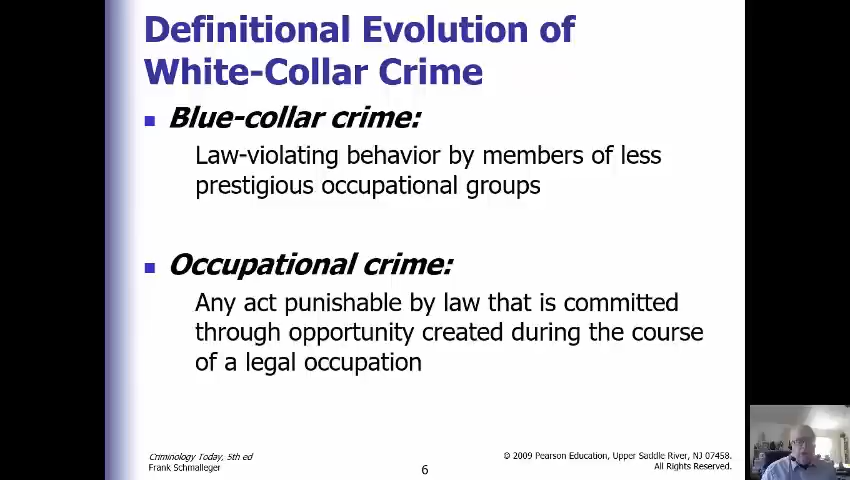 Definitional Evolution of
White-Collar Crime
Blue-collar crime:
Law-violating behavior by members of less
prestigious occupational groups
Occupational crime:
Any act punishable by law that is committed
through opportunity created during the course
of a legal occupation
Criminology Today, 5th ed
Frank Schmalleger
6
© 2009 Pearson Education, Upper Saddle River, NJ 07458.
All Rights Reserved.